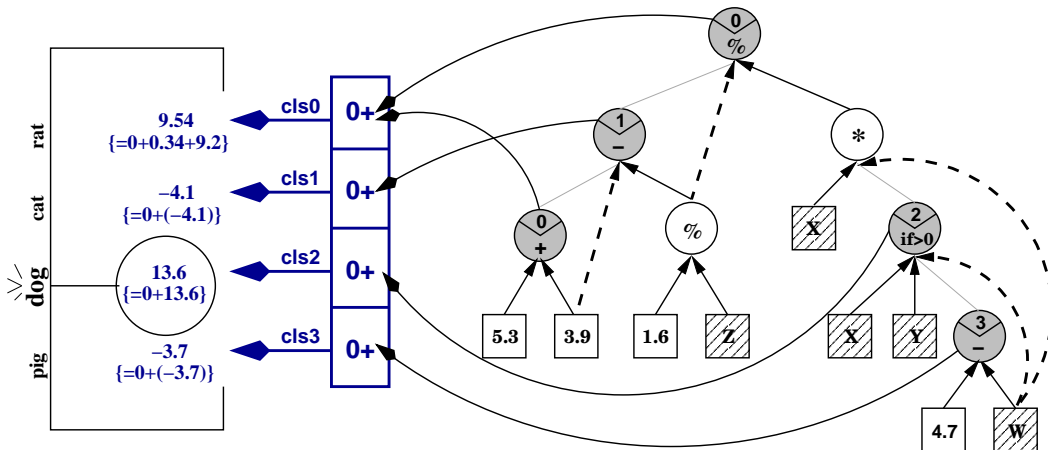 rat
cat
dog
pig
9.54
{=0+0.34+9.2}
−4.1
{=0+(−4.1)}
13.6
{=0+13.6}
−3.7
{=0+(−3.7)}
cls0
cls1
cls2
cls3
0+
0+
0+
0+
0
%
1
−
*
0
+
%
X
2
if>0
5.3
3.9
1.6
Z
X
Y
3
−
4.7
W